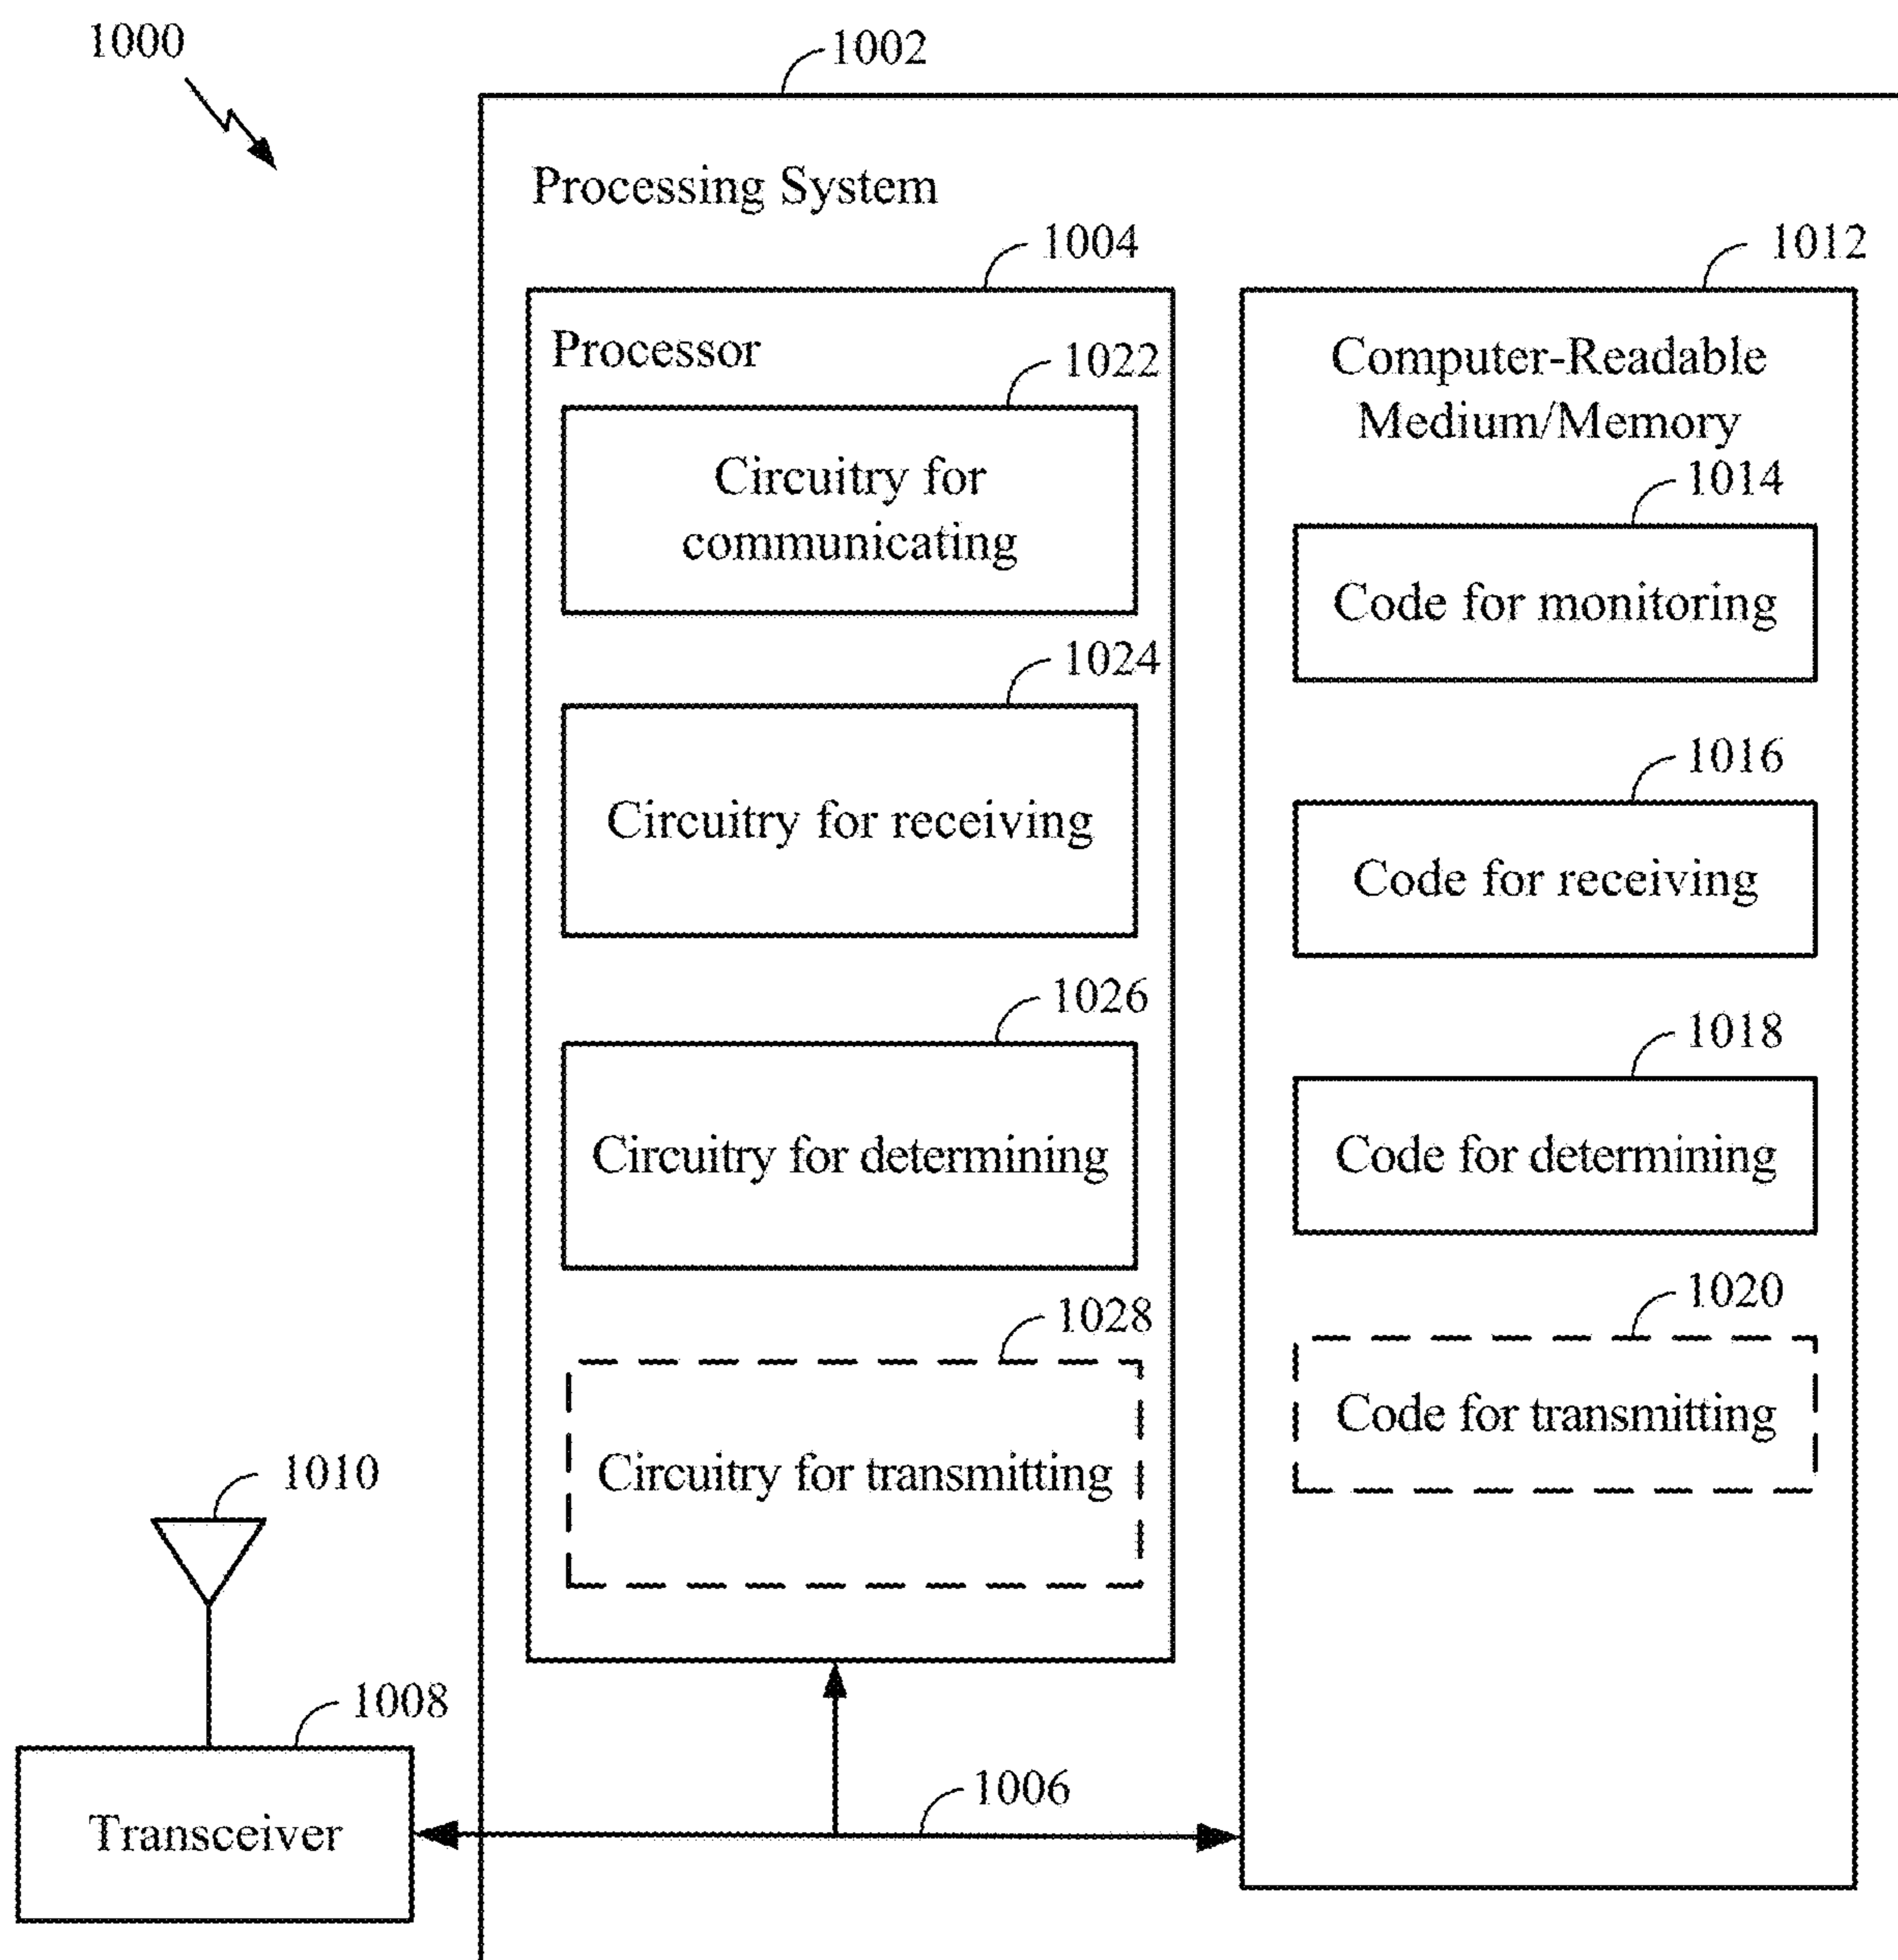 1000
1002
Processing System
1004
1012
Processor
1022
Computer-Readable
Medium/Memory
Circuitry for
communicating
1014
Code for monitoring
1024
Circuitry for receiving
1016
Code for receiving
1026
Circuitry for determining
1018
Code for determining
1028
Circuitry for transmitting
1020
Code for transmitting
1010
1008
Transceiver
1006